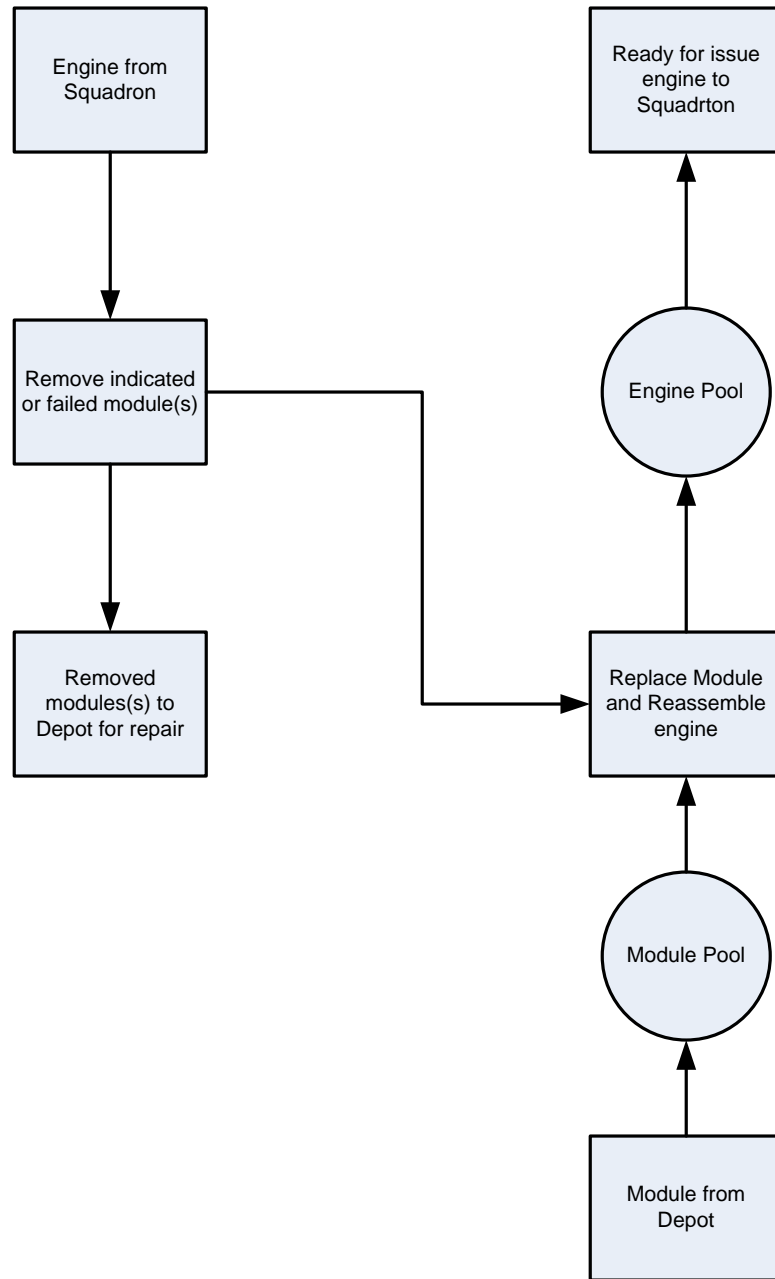 Engine from
Squadron
Ready for issue
engine to
Squadrton
Remove indicated
or failed module(s)
Engine Pool
Removed
modules(s) to
Depot for repair
Replace Module
and Reassemble
engine
Module Pool
Module from
Depot